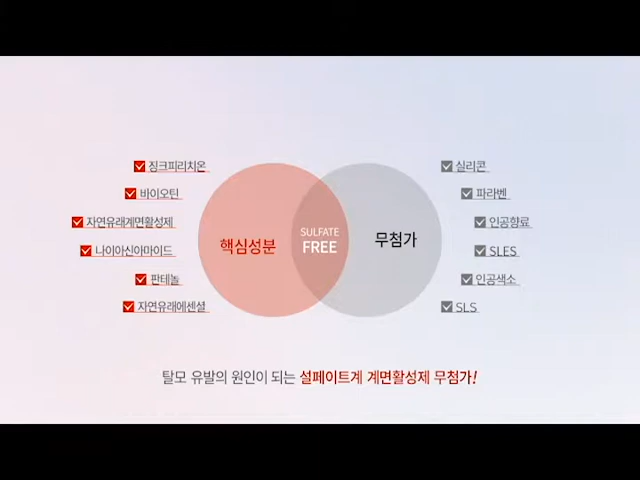 징크피리치온
바이오틴
자연유래계면활성제
나이아신아마이드
판테놀
자연유래에센셜
핵심성분
SULFATE
FREE
무첨가
실리콘
파라벤
인공향료
SLES
인공색소
SLS
탈모 유발의 원인이 되는 설페이트계 계면활성제 무첨가!